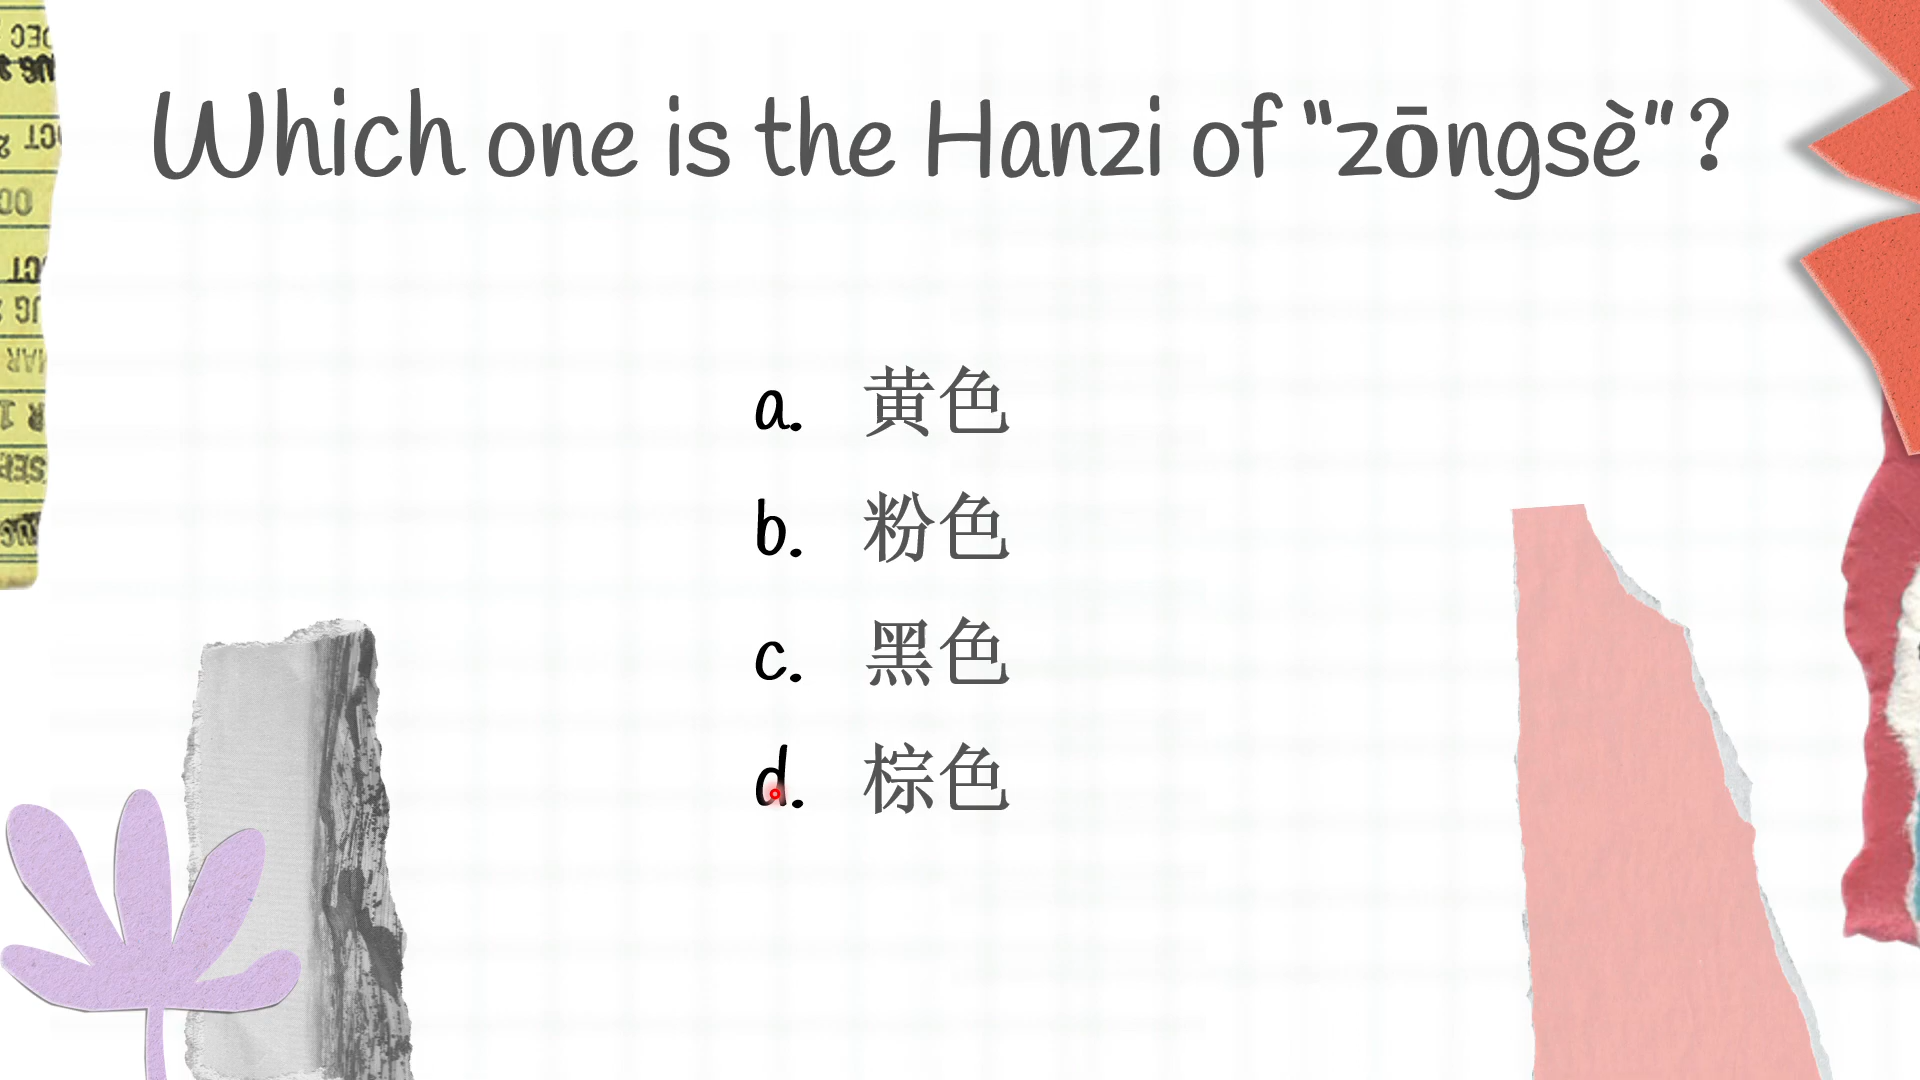 Which one is the Hanzi of "zōngsè"?
a. 黄色
b. 粉色
c. 黑色
d. 棕色